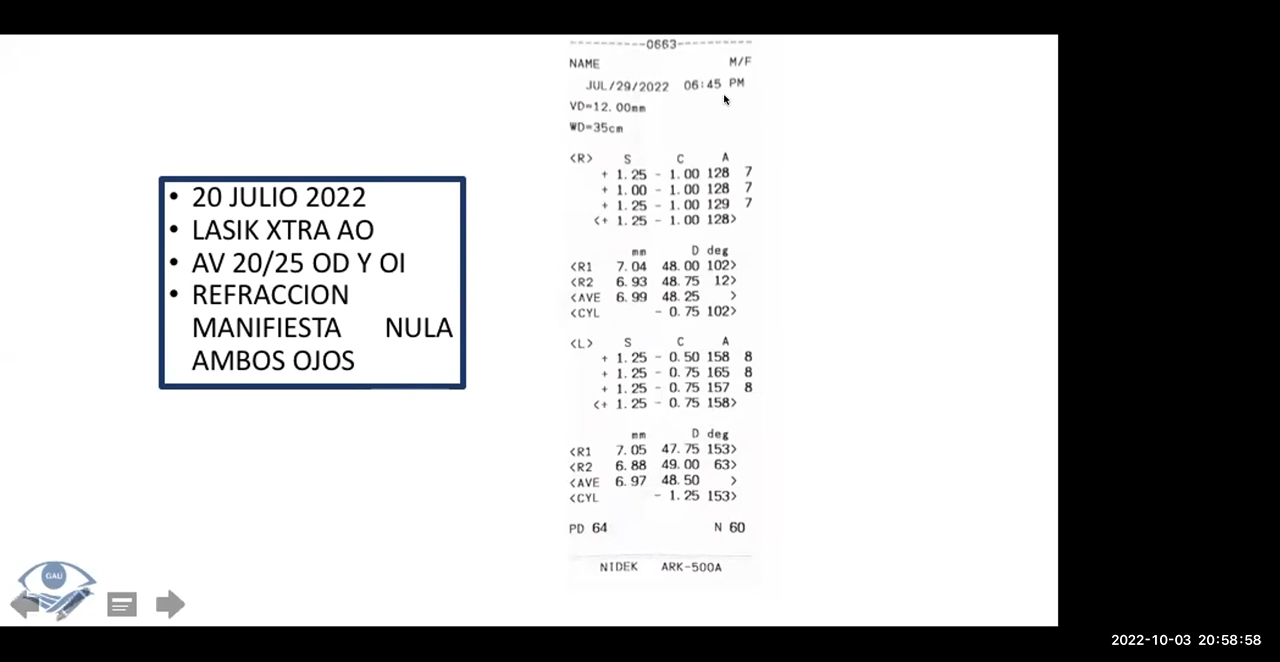 • 20 JULIO 2022
• LASIK XTRA AO
• AV 20/25 OD Y OI
• REFRACCION
MANIFIESTA NULA
AMBOS OJOS
-0663-
NAME M/F
JUL/29/2022 06:45 PM
VD=12.00mm
WD=35cm
<R> S C A
+ 1.25 - 1.00 128 7
+ 1.00 - 1.00 128 7
+ 1.25 - 1.00 129 7
<+ 1.25 - 1.00 128>
mm D deg
<R1 7.04 48.00 102>
<R2 6.93 48.75 12>
<AVE 6.99 48.25 >
<CYL - 0.75 102>
<L> S C A
+ 1.25 - 0.50 158 8
+ 1.25 - 0.75 165 8
+ 1.25 - 0.75 157 8
<+ 1.25 - 0.75 158>
mm D deg
<R1 7.05 47.75 153>
<R2 6.88 49.00 63>
<AVE 6.97 48.50 >
<CYL - 1.25 153>
PD 64 N 60
NIDEK ARK-500A
GAU
2022-10-03 20:58:58